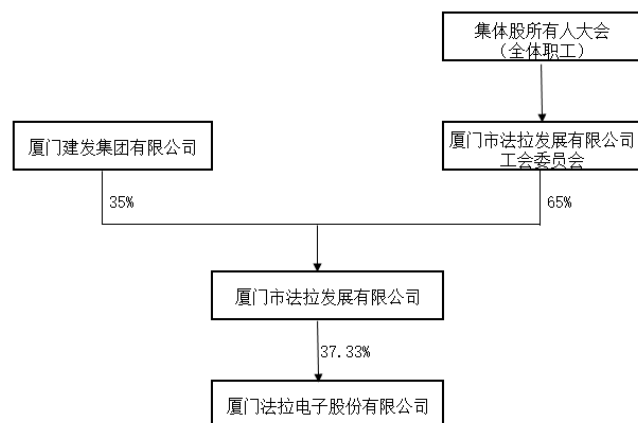 集体股所有人大会
(全体职工)
厦门建发集团有限公司
厦门市法拉发展有限公司
工会委员会
35%
65%
厦门市法拉发展有限公司
37.33%
厦门法拉电子股份有限公司